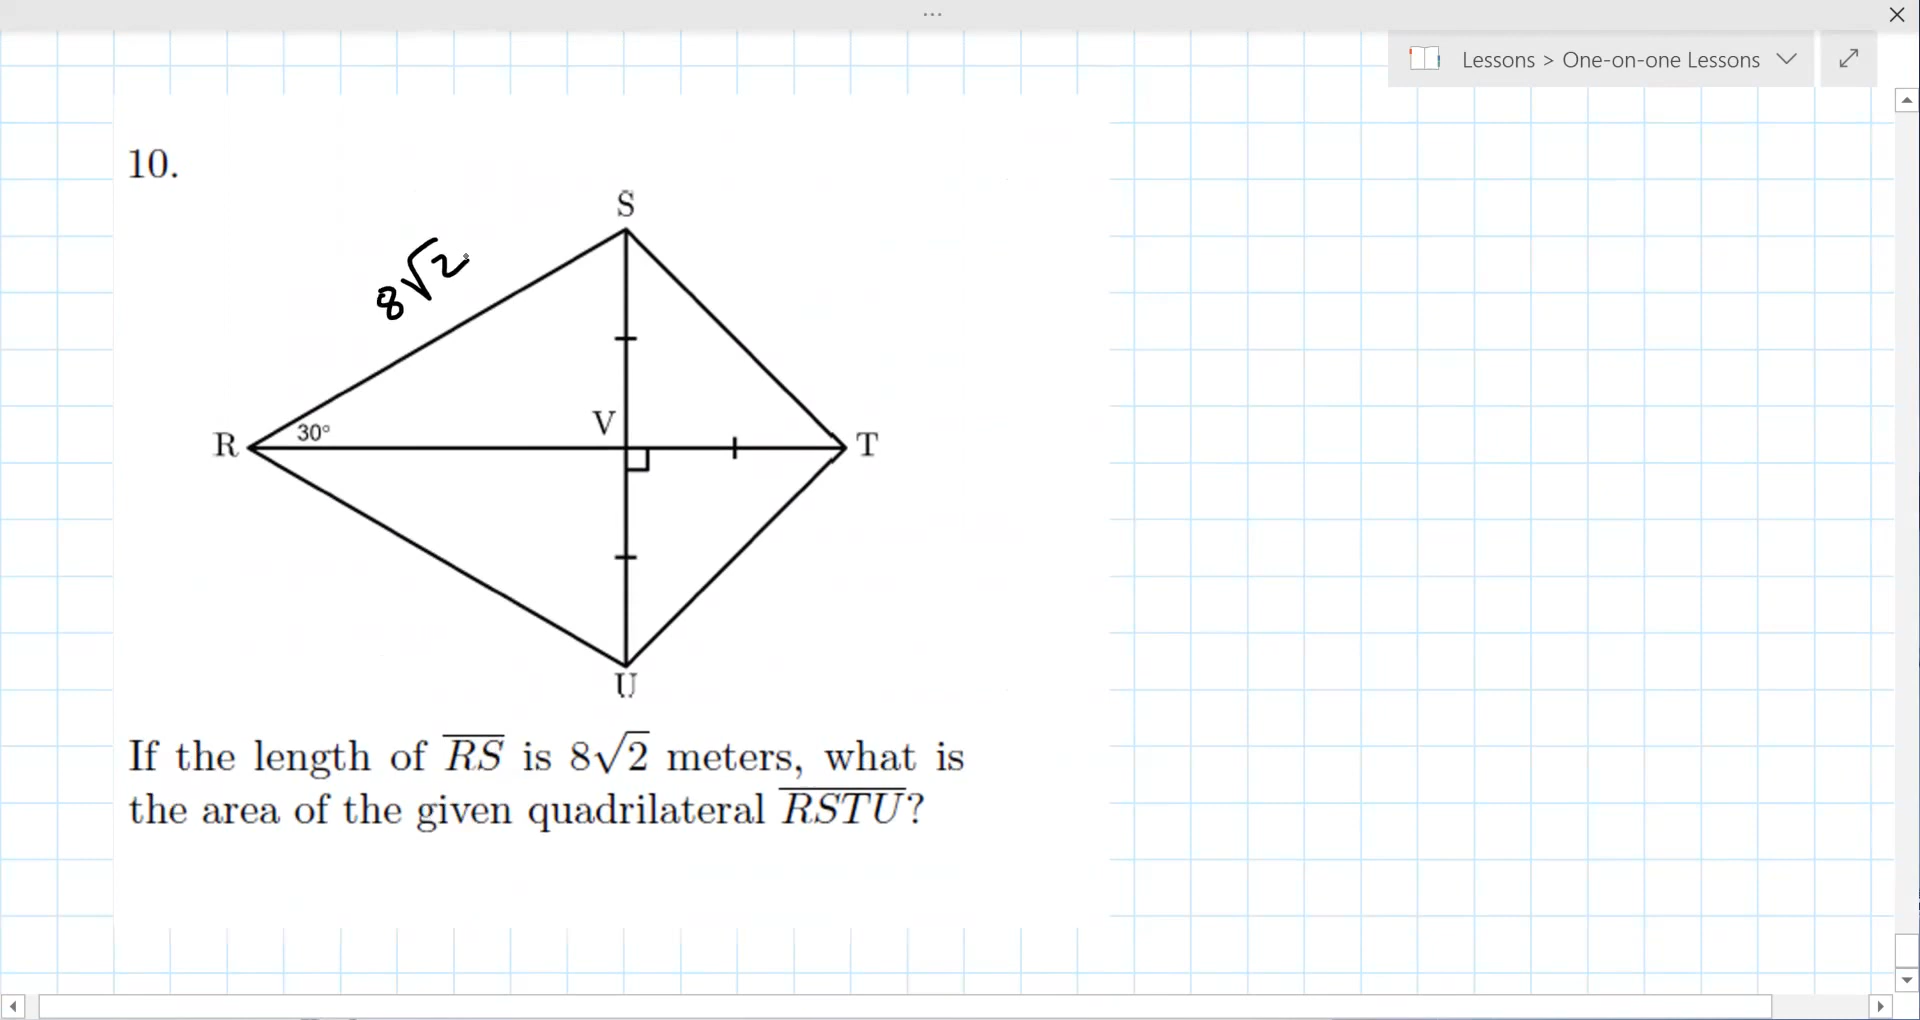 ...
Lessons > One-on-one Lessons
10.
S
8√2
V
R
30°
T
U
If the length of RS is 8√2 meters, what is
the area of the given quadrilateral RSTU?